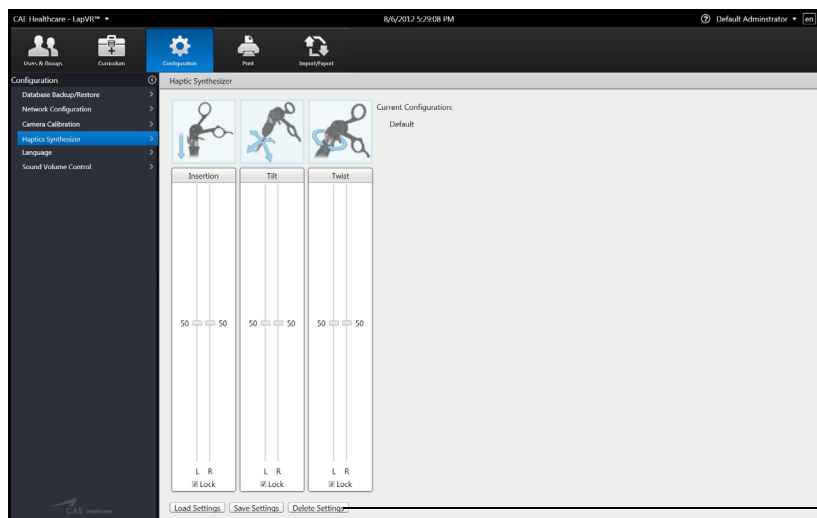 CAE Healthcare - LapVR™
8/6/2012 5:29:08 PM
Default Adminstrator
en
Users & Groups
Curriculum
Configuration
Print
Import/Export
Configuration
Haptic Synthesizer
Database Backup/Restore
Network Configuration
Camera Calibration
Haptics Synthesizer
Language
Sound Volume Control
Current Configuration:
Default
Insertion
Tilt
Twist
50 50 50 50 50 50
L R L R L R
Lock Lock Lock
Load Settings Save Settings Delete Settings
CAE Healthcare